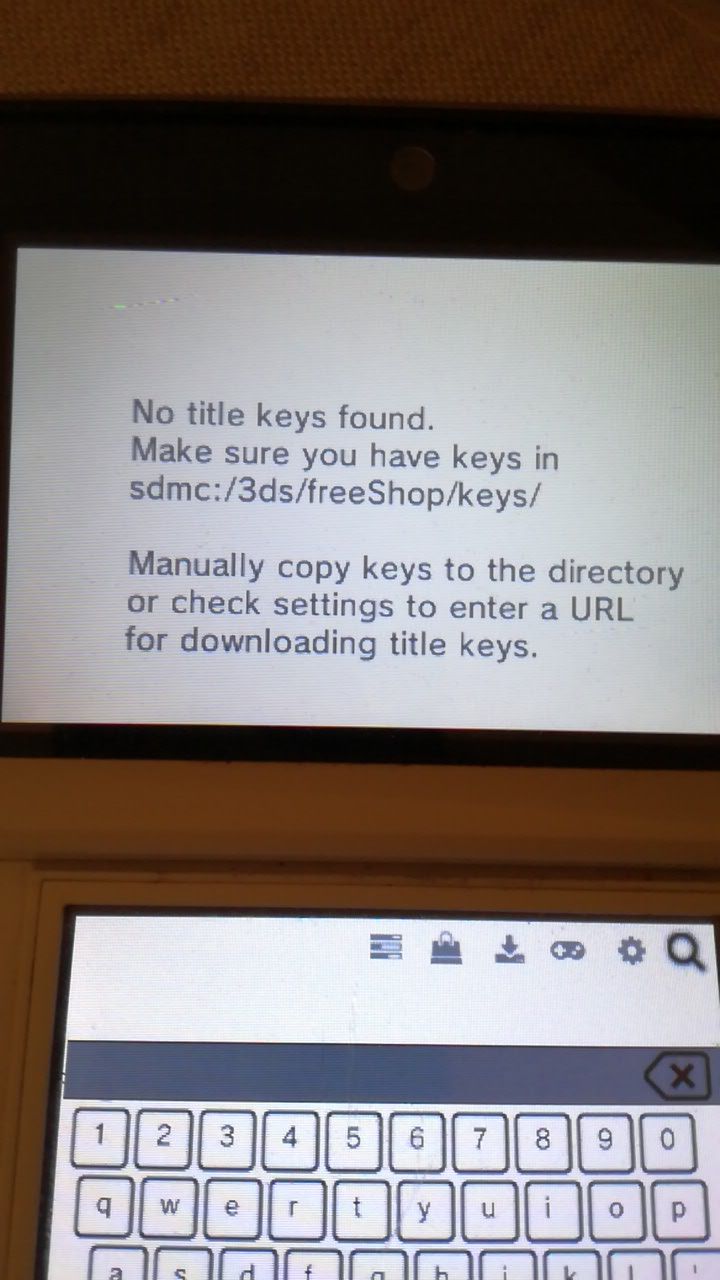 No title keys found.
Make sure you have keys in
sdmc:/3ds/freeShop/keys/
Manually copy keys to the directory
or check settings to enter a URL
for downloading title keys.
1 2 3 4 5 6 7 8 9 0
q w e r t y u i o p
a s d f g h j k l '